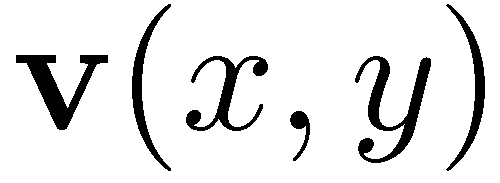 v(x, y)